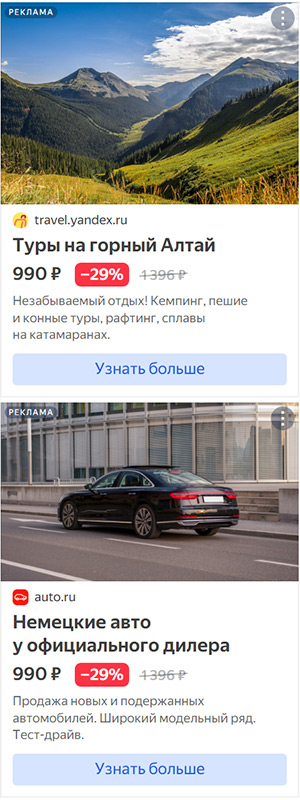 РЕКЛАМА
travel.yandex.ru
Туры на горный Алтай
990 ₽ −29% 1 396 ₽
Незабываемый отдых! Кемпинг, пешие
и конные туры, рафтинг, сплавы
на катамаранах.
Узнать больше
РЕКЛАМА
auto.ru
Немецкие авто
у официального дилера
990 ₽ −29% 1 396 ₽
Продажа новых и подержанных
автомобилей. Широкий модельный ряд.
Тест-драйв.
Узнать больше